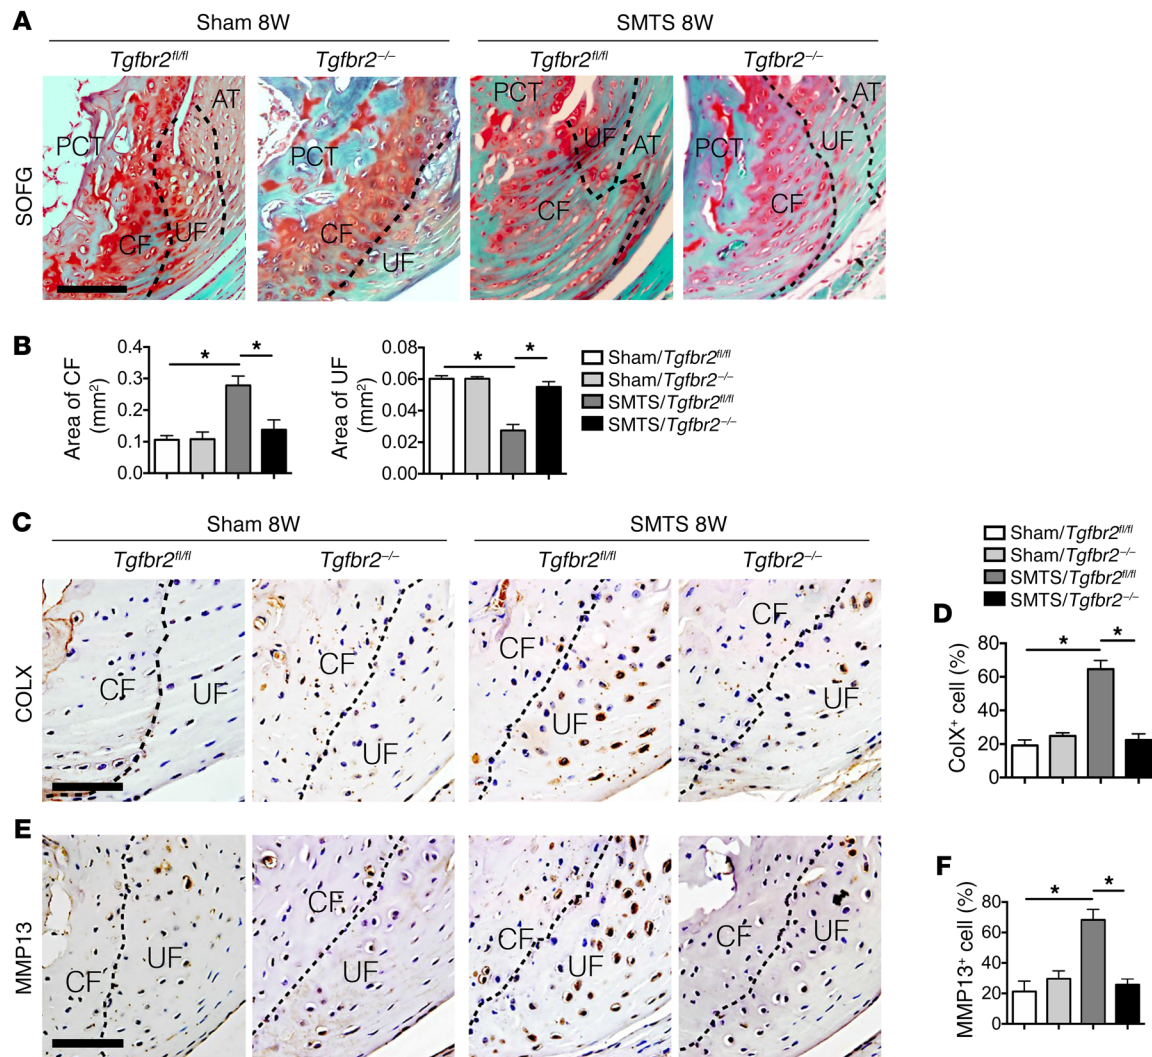 A
Sham 8W
SMTS 8W
Tgfbr2fl/fl
Tgfbr2–/–
Tgfbr2fl/fl
Tgfbr2–/–
SOFG
PCT
AT
CF
UF
PCT
CF
UF
PCT
UF
AT
CF
AT
UF
PCT
CF
B
Area of CF
(mm2)
0.4
0.3
0.2
0.1
0.0
*
*
Area of UF
(mm2)
0.08
0.06
0.04
0.02
0.00
*
*
Sham/Tgfbr2fl/fl
Sham/Tgfbr2–/–
SMTS/Tgfbr2fl/fl
SMTS/Tgfbr2–/–
C
Sham 8W
SMTS 8W
Tgfbr2fl/fl
Tgfbr2–/–
Tgfbr2fl/fl
Tgfbr2–/–
COLX
CF
UF
CF
UF
CF
UF
CF
UF
Sham/Tgfbr2fl/fl
Sham/Tgfbr2–/–
SMTS/Tgfbr2fl/fl
SMTS/Tgfbr2–/–
D
ColX+ cell (%)
80
60
40
20
0
*
*
E
MMP13
CF
UF
CF
UF
CF
UF
CF
UF
F
MMP13+ cell (%)
80
60
40
20
0
*
*